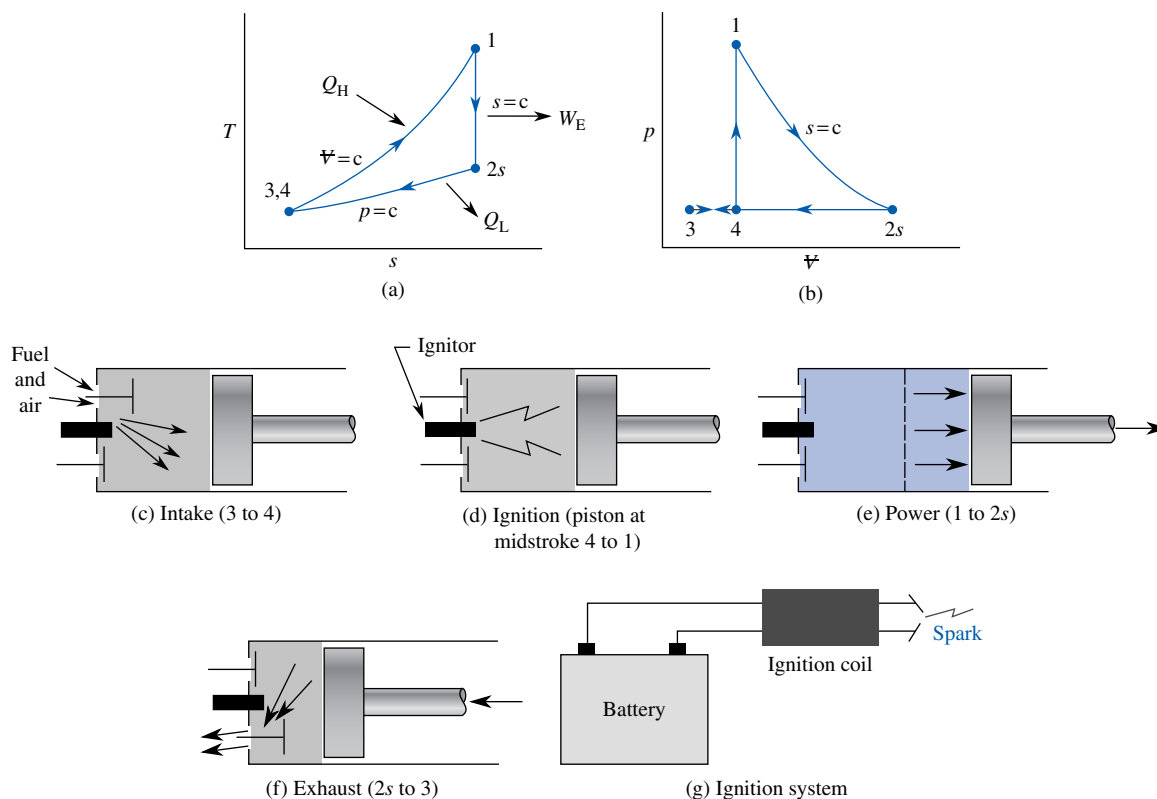 T
Q_H
1
s=c
W_E
V=c
2s
3,4
p=c
Q_L
s
(a)
p
1
s=c
3
4
2s
V
(b)
Fuel
and
air
(c) Intake (3 to 4)
Ignitor
(d) Ignition (piston at
midstroke 4 to 1)
(e) Power (1 to 2s)
(f) Exhaust (2s to 3)
Battery
Ignition coil
Spark
(g) Ignition system